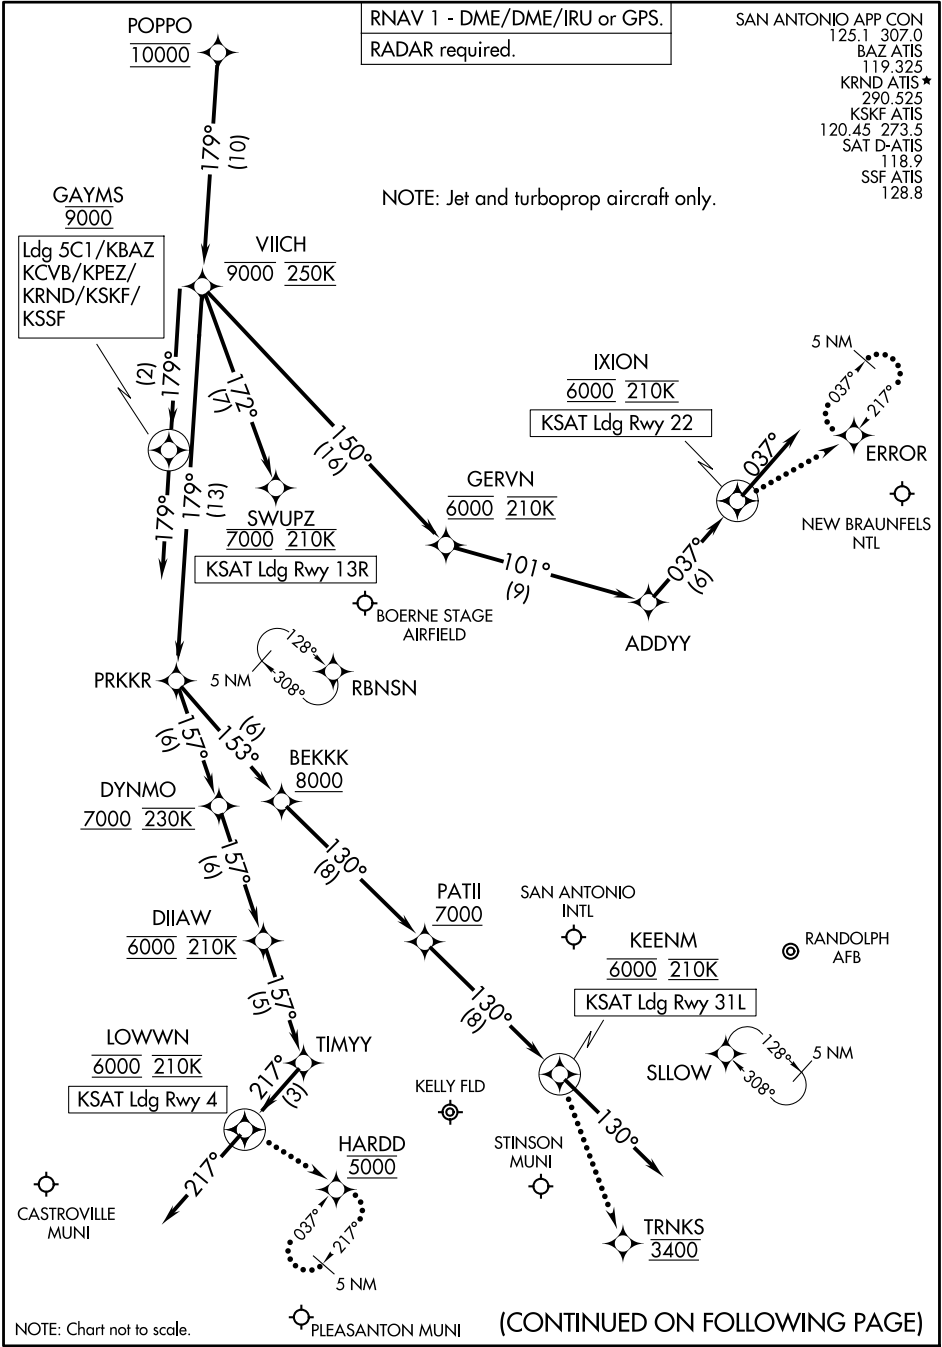 POPPO
10000
RNAV 1 - DME/DME/IRU or GPS.
RADAR required.
SAN ANTONIO APP CON
125.1 307.0
BAZ ATIS
119.325
KRND ATIS★
290.525
KSKF ATIS
120.45 273.5
SAT D-ATIS
118.9
SSF ATIS
128.8
179°
(10)
NOTE: Jet and turboprop aircraft only.
GAYMS
9000
Ldg 5C1/KBAZ
KCVB/KPEZ/
KRND/KSKF/
KSSF
VIICH
9000 250K
179°
(2)
179°
179°
(13)
172°
(7)
SWUPZ
7000 210K
KSAT Ldg Rwy 13R
150°
(16)
GERVN
6000 210K
101°
(9)
ADDYY
037°
(6)
IXION
6000 210K
KSAT Ldg Rwy 22
037°
5 NM
037°
217°
ERROR
NEW BRAUNFELS
NTL
BOERNE STAGE
AIRFIELD
PRKKR
5 NM
128°
308°
RBNSN
157°
(6)
153°
(6)
DYNMO
7000 230K
BEKKK
8000
157°
(6)
130°
(8)
DIIAW
6000 210K
PATII
7000
SAN ANTONIO
INTL
RANDOLPH
AFB
157°
(5)
130°
(8)
KEENM
6000 210K
KSAT Ldg Rwy 31L
LOWWN
6000 210K
KSAT Ldg Rwy 4
TIMYY
217°
(3)
217°
KELLY FLD
SLLOW
128°
308°
5 NM
130°
STINSON
MUNI
HARDD
5000
037°
217°
5 NM
CASTROVILLE
MUNI
TRNKS
3400
PLEASANTON MUNI
NOTE: Chart not to scale.
(CONTINUED ON FOLLOWING PAGE)